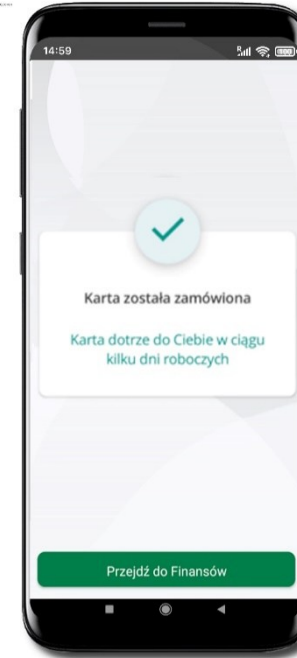 14:59
Karta została zamówiona
Karta dotrze do Ciebie w ciągu
kilku dni roboczych
Przejdź do Finansów